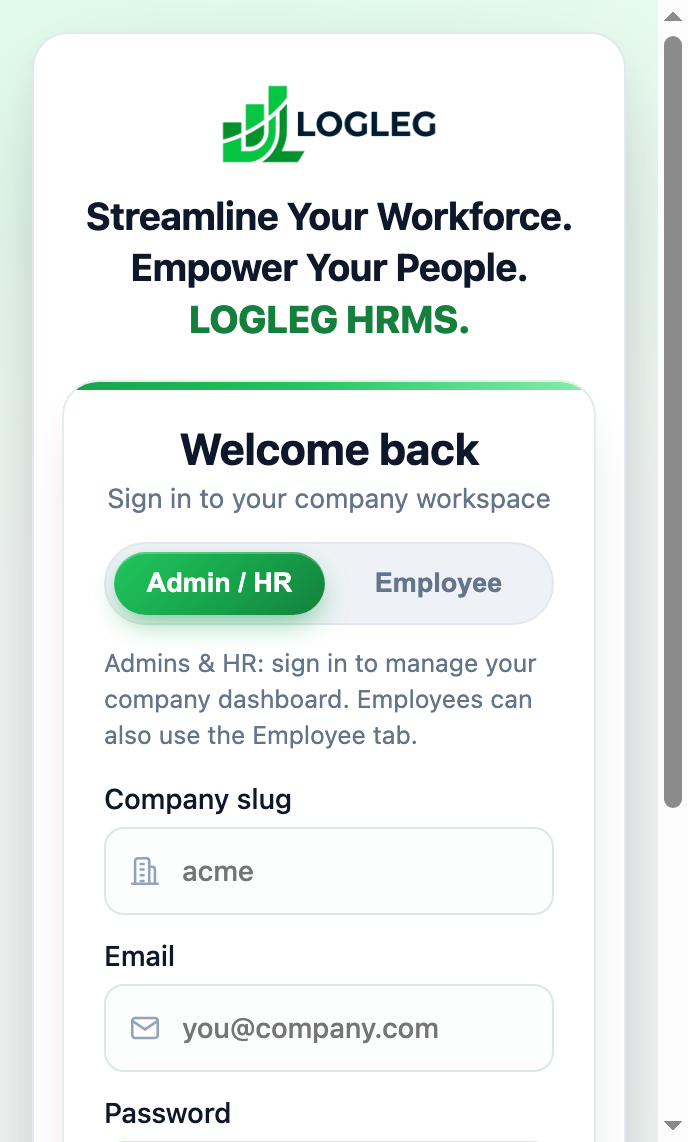 LOGLEG
Streamline Your Workforce.
Empower Your People.
LOGLEG HRMS.
Welcome back
Sign in to your company workspace
Admin / HR
Employee
Admins & HR: sign in to manage your
company dashboard. Employees can
also use the Employee tab.
Company slug
acme
Email
you@company.com
Password